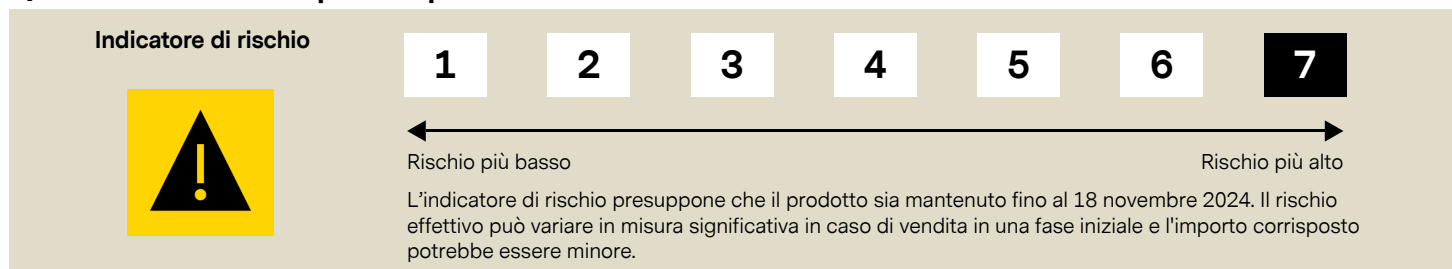 Indicatore di rischio
1 2 3 4 5 6 7
Rischio più basso Rischio più alto
L'indicatore di rischio presuppone che il prodotto sia mantenuto fino al 18 novembre 2024. Il rischio
effettivo può variare in misura significativa in caso di vendita in una fase iniziale e l'importo corrisposto
potrebbe essere minore.